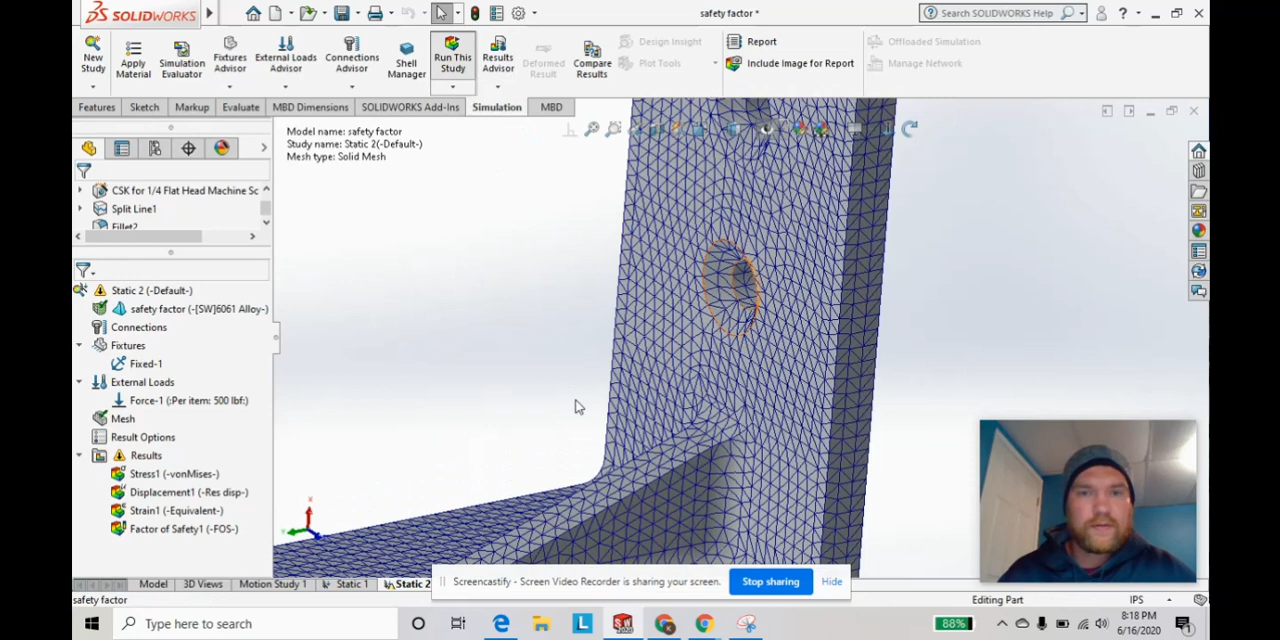 SOLIDWORKS
safety factor *
Search SOLIDWORKS Help
New Study
Apply Material
Simulation Evaluator
Fixtures Advisor
External Loads Advisor
Connections Advisor
Shell Manager
Run This Study
Results Advisor
Deformed Result
Compare Results
Design Insight
Plot Tools
Report
Include Image for Report
Offloaded Simulation
Manage Network
Features
Sketch
Markup
Evaluate
MBD Dimensions
SOLIDWORKS Add-Ins
Simulation
MBD
Model name: safety factor
Study name: Static 2(-Default-)
Mesh type: Solid Mesh
CSK for 1/4 Flat Head Machine Sc
Split Line1
Fillet2
Static 2 (-Default-)
safety factor (-[SW]6061 Alloy-)
Connections
Fixtures
Fixed-1
External Loads
Force-1 (:Per item: 500 lbf:)
Mesh
Result Options
Results
Stress1 (-vonMises-)
Displacement1 (-Res disp-)
Strain1 (-Equivalent-)
Factor of Safety1 (-FOS-)
Model
3D Views
Motion Study 1
Static 1
Static 2
Screencastify - Screen Video Recorder is sharing your screen.
Stop sharing
Hide
safety factor
Editing Part
IPS
Type here to search
88%
8:18 PM
6/16/2020